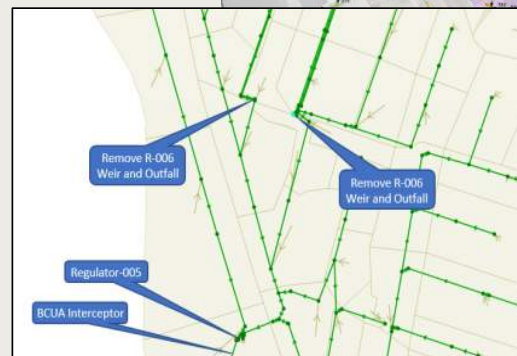 Remove R-006
Weir and Outfall
Remove R-006
Weir and Outfall
Regulator-005
BCUA Interceptor